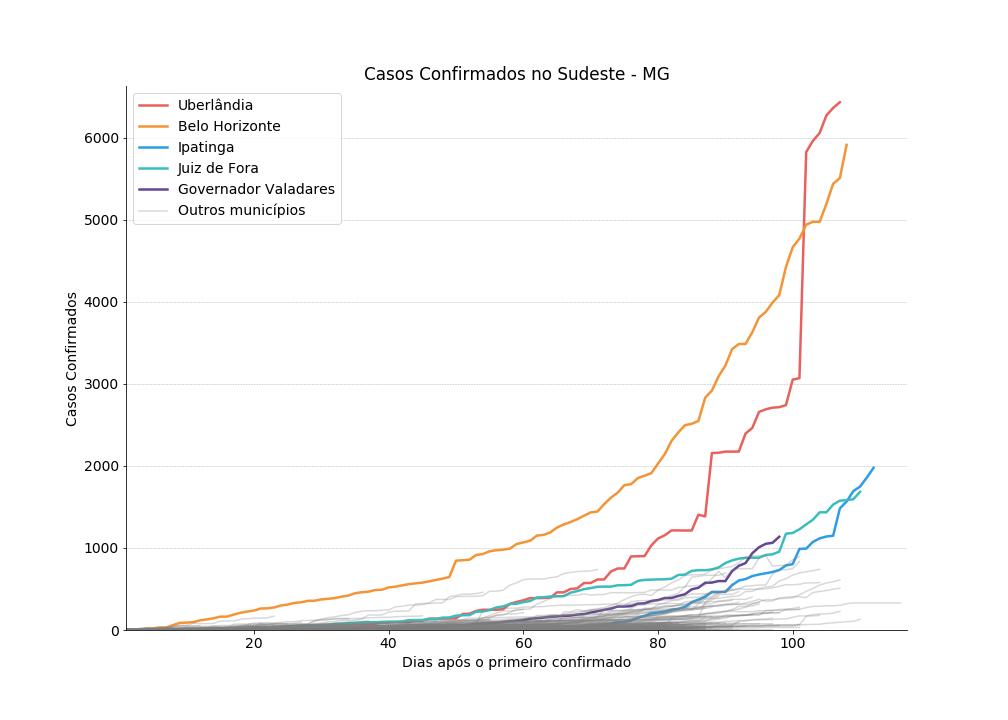 Casos Confirmados no Sudeste - MG
Uberlândia
Belo Horizonte
Ipatinga
Juiz de Fora
Governador Valadares
Outros municípios
Casos Confirmados
6000
5000
4000
3000
2000
1000
0
20
40
60
80
100
Dias após o primeiro confirmado